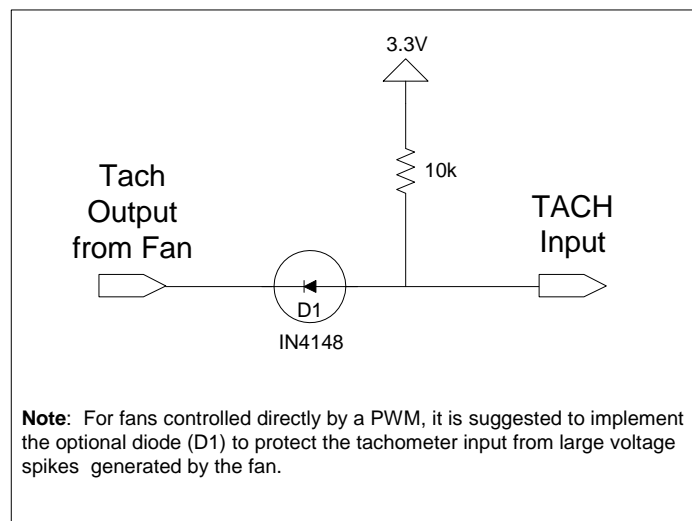 3.3V
10k
Tach
Output
from Fan
TACH
Input
D1
IN4148
Note: For fans controlled directly by a PWM, it is suggested to implement
the optional diode (D1) to protect the tachometer input from large voltage
spikes generated by the fan.